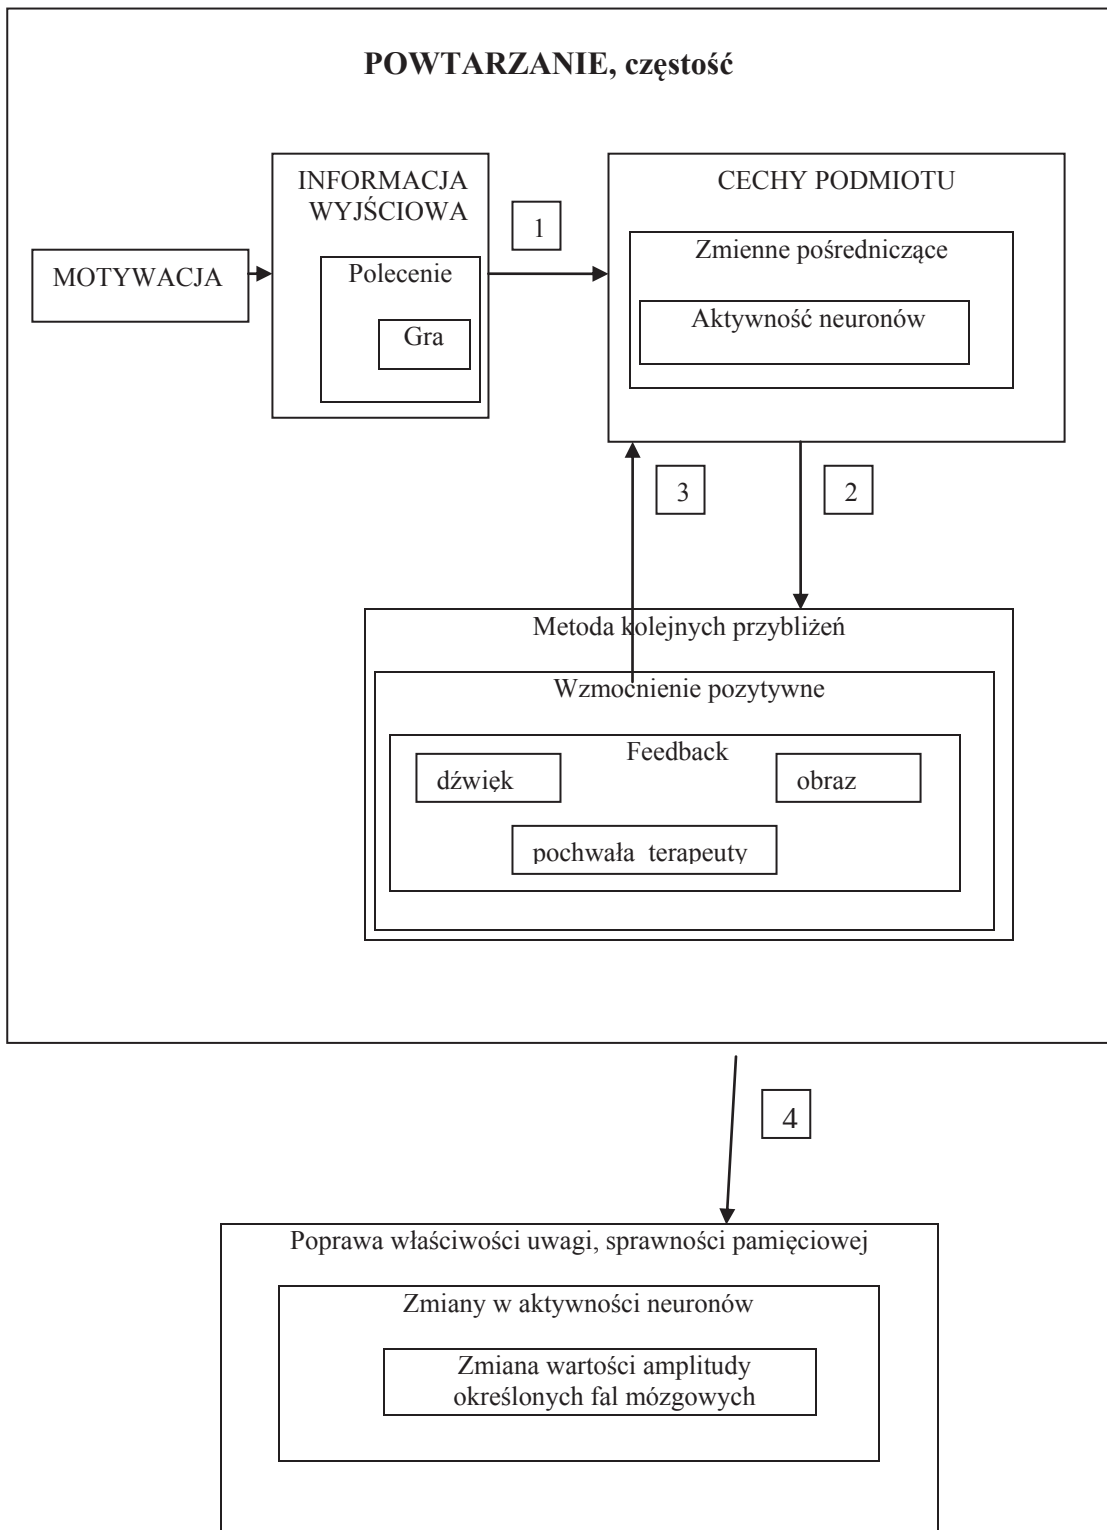 POWTARZANIE, częstość
INFORMACJA
WYJŚCIOWA
1
CECHY PODMIOTU
MOTYWACJA
Polecenie
Gra
Zmienne pośredniczące
Aktywność neuronów
3
2
Metoda kolejnych przybliżeń
Wzmocnienie pozytywne
Feedback
dźwięk
obraz
pochwała terapeuty
4
Poprawa właściwości uwagi, sprawności pamięciowej
Zmiany w aktywności neuronów
Zmiana wartości amplitudy
określonych fal mózgowych